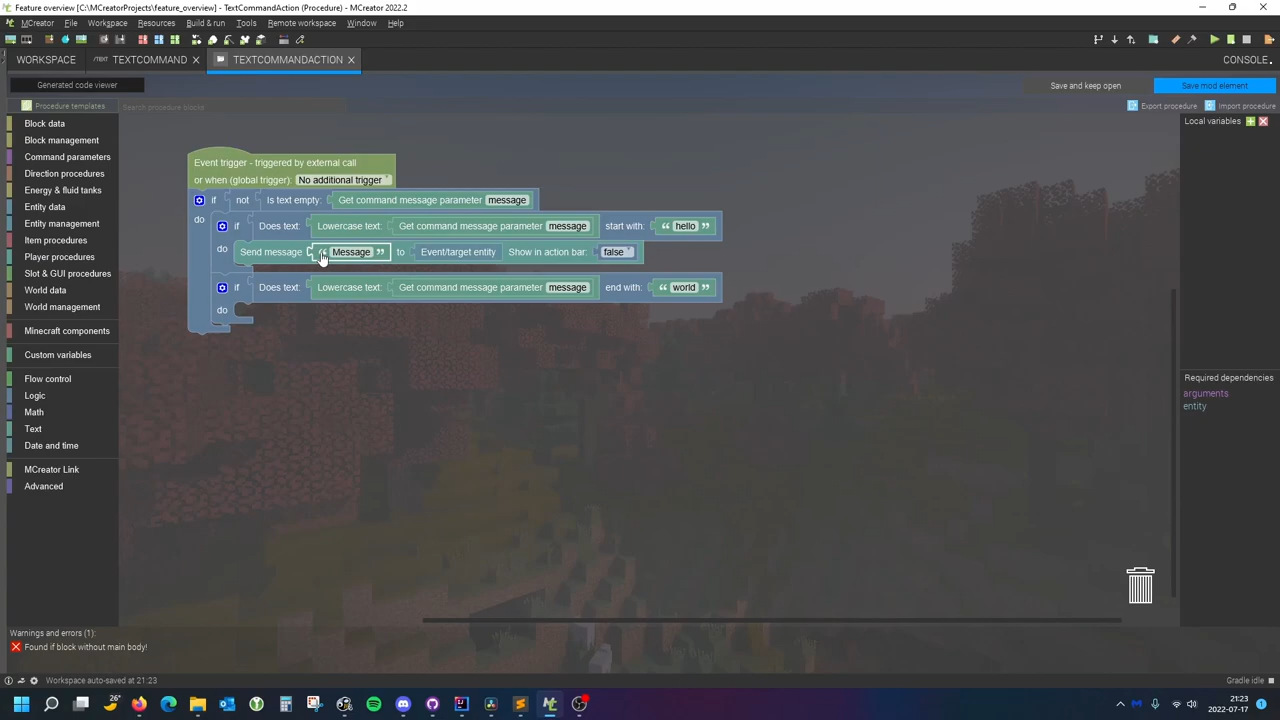 Feature overview [C:\MCreatorProjects\feature_overview] - TextCommandAction (Procedure) - MCreator 2022.2
MCreator File Workspace Resources Build & run Tools Remote workspace Window Help
WORKSPACE /TEXT TEXTCOMMAND TEXTCOMMANDACTION CONSOLE
Generated code viewer Save and keep open Save mod element
Procedure templates Search procedure blocks Export procedure Import procedure
Local variables
Block data
Block management
Command parameters
Direction procedures
Energy & fluid tanks
Entity data
Entity management
Item procedures
Player procedures
Slot & GUI procedures
World data
World management
Minecraft components
Custom variables
Flow control
Logic
Math
Text
Date and time
MCreator Link
Advanced
Event trigger - triggered by external call
or when (global trigger): No additional trigger
if not Is text empty: Get command message parameter message
do if Does text: Lowercase text: Get command message parameter message start with: “ hello ”
do Send message “ Message ” to Event/target entity Show in action bar: false
if Does text: Lowercase text: Get command message parameter message end with: “ world ”
do
Required dependencies
arguments
entity
Warnings and errors (1):
Found if block without main body!
Workspace auto-saved at 21:23 Gradle idle
26°
21:23
2022-07-17